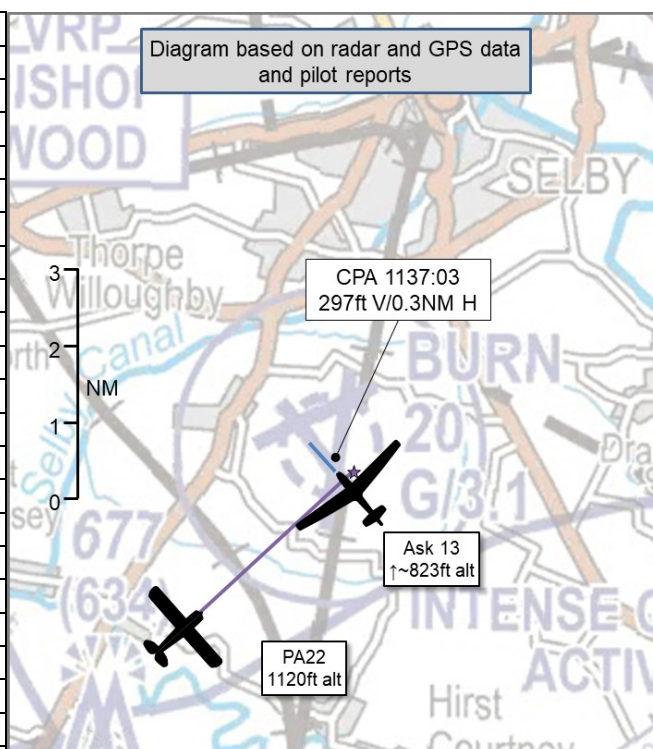 VRP
Diagram based on radar and GPS data
and pilot reports
WOOD
SELBY
Thorpe
Willoughby
3
CPA 1137:03
297ft V/0.3NM H
2
Selby Canal
NM
BURN
1
20
0
G/3.1
sey
677
(634
Ask 13
↑~823ft alt
INTENSE G
PA22
1120ft alt
ACTIV
Hirst
Courtney